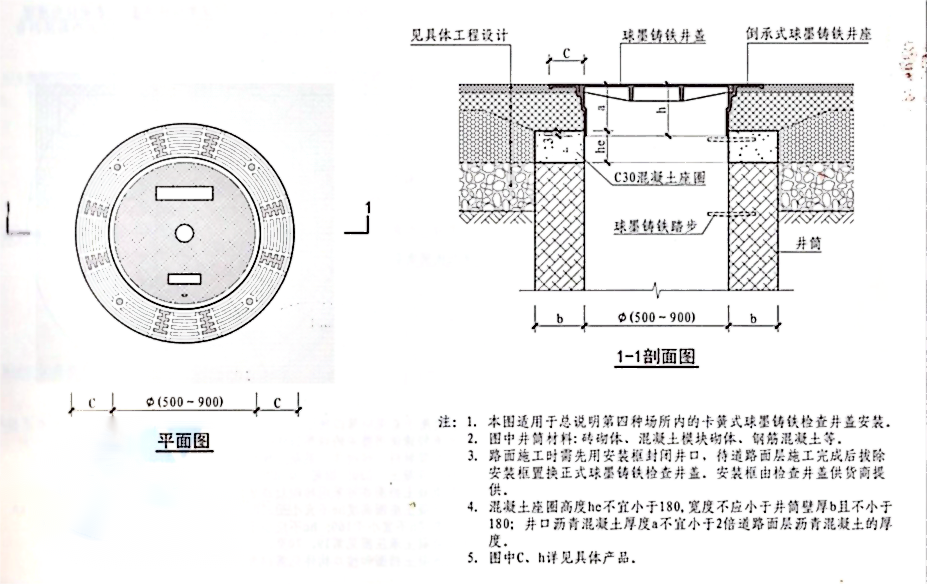 见具体工程设计
球墨铸铁井盖
倒承式球墨铸铁井座
C
a
h
30
he
C30混凝土座圈
球墨铸铁踏步
井筒
b
φ(500~900)
b
1-1剖面图
1
1
C
φ(500~900)
C
平面图
注: 1. 本图适用于总说明第四种场所内的卡簧式球墨铸铁检查井盖安装。
2. 图中井筒材料:砖砌体、混凝土模块砌体、钢筋混凝土等。
3. 路面施工时需先用安装框封闭井口、待道路面层施工完成后拔除
安装框置换正式球墨铸铁检查井盖。安装框由检查井盖供货商提
供。
4. 混凝土座圈高度he不宜小于180,宽度不应小于井筒壁厚b且不小于
180; 井口沥青混凝土厚度a不宜小于2倍道路面层沥青混凝土的厚
度。
5. 图中C、h详见具体产品。